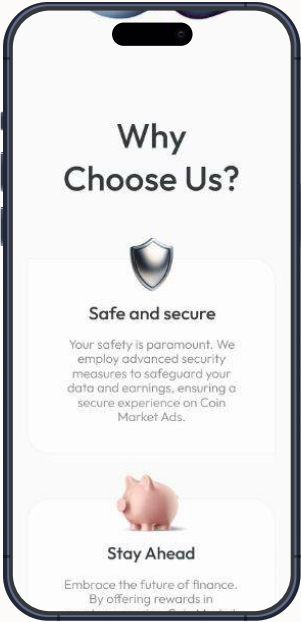 Why
Choose Us?
Safe and secure
Your safety is paramount. We
employ advanced security
measures to safeguard your
data and earnings, ensuring a
secure experience on Coin
Market Ads.
Stay Ahead
Embrace the future of finance.
By offering rewards in